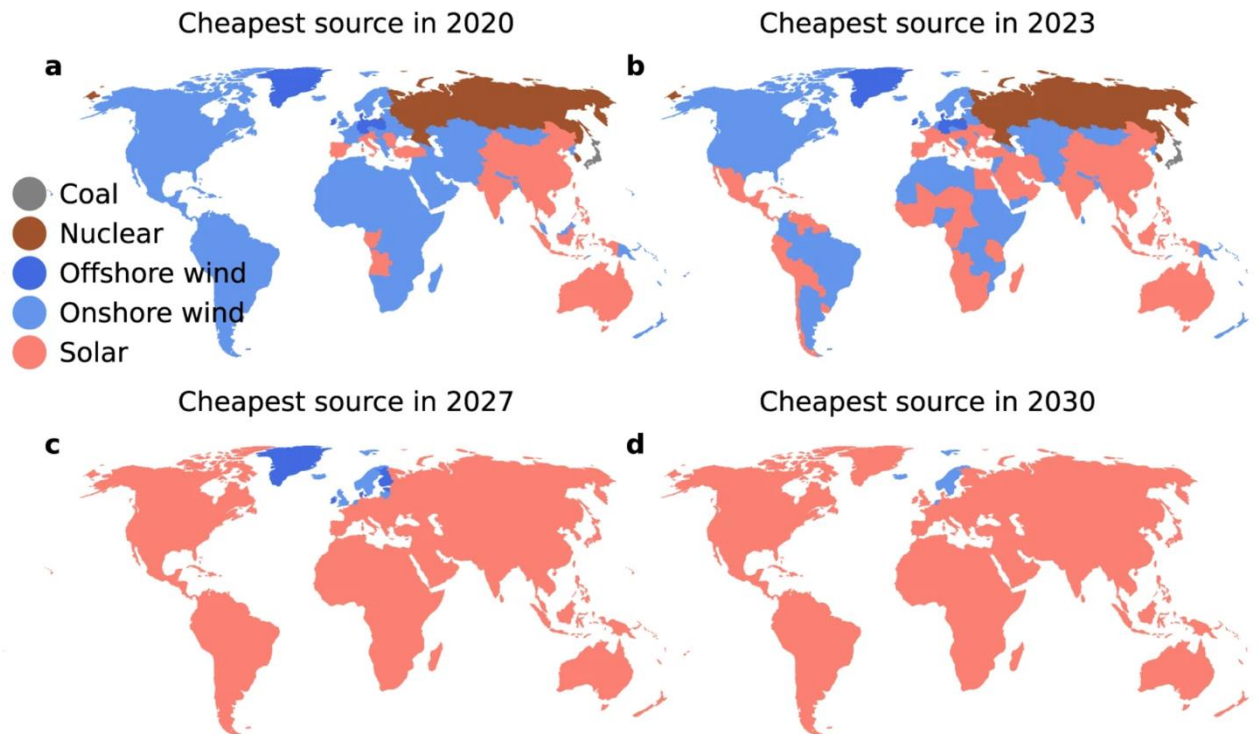 Cheapest source in 2020
Cheapest source in 2023
a
b
Coal
Nuclear
Offshore wind
Onshore wind
Solar
Cheapest source in 2027
Cheapest source in 2030
c
d